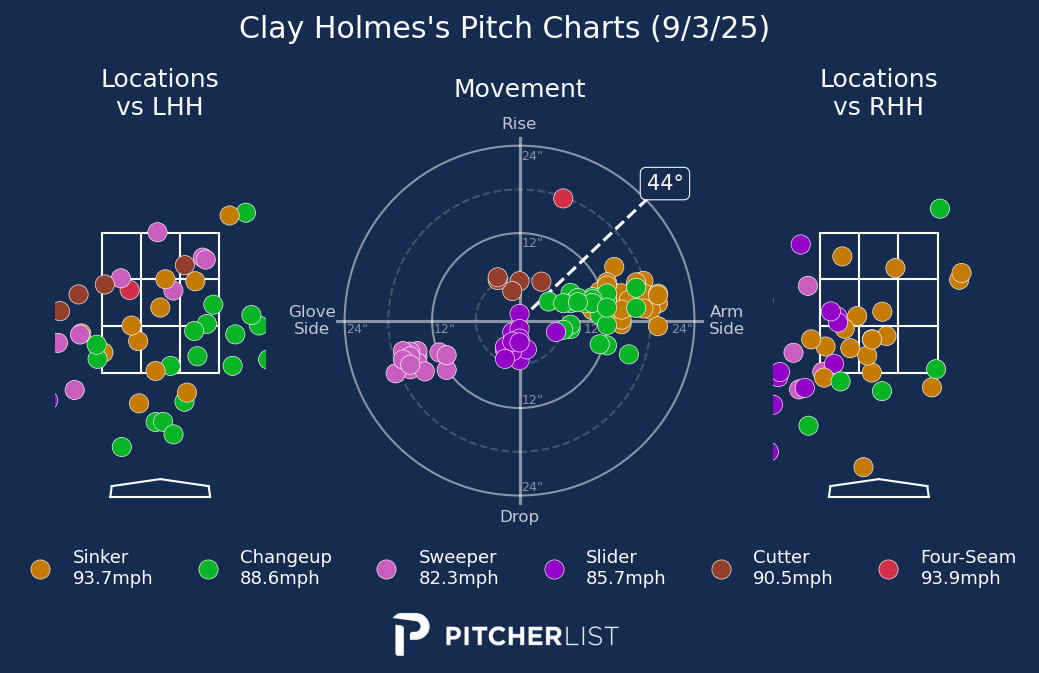 Clay Holmes's Pitch Charts (9/3/25)
Locations
vs LHH
Movement
Locations
vs RHH
Rise
24"
44°
12"
Glove
Side
24"
12"
12"
24"
Arm
Side
12"
24"
Drop
Sinker
93.7mph
Changeup
88.6mph
Sweeper
82.3mph
Slider
85.7mph
Cutter
90.5mph
Four-Seam
93.9mph
PITCHERLIST